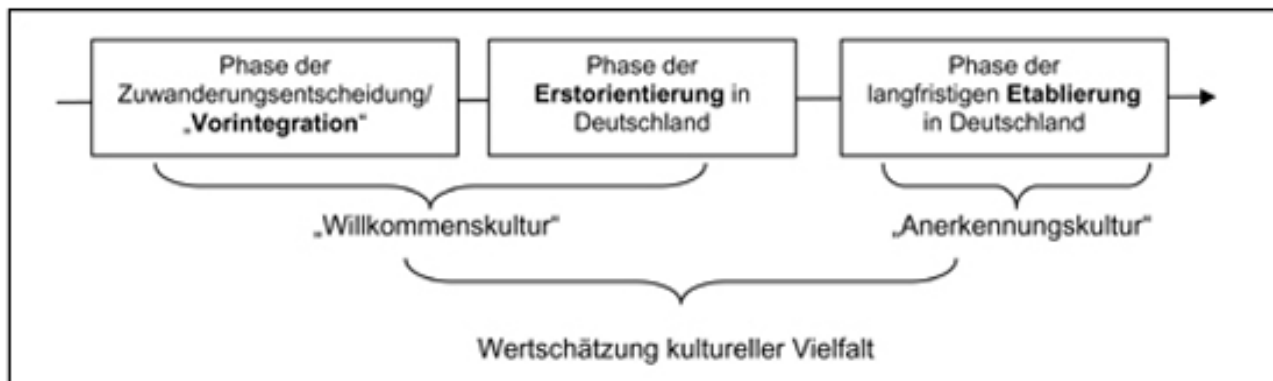 Phase der
Zuwanderungsentscheidung/
„Vorintegration“
Phase der
Erstorientierung in
Deutschland
Phase der
langfristigen Etablierung
in Deutschland
„Willkommenskultur“
„Anerkennungskultur“
Wertschätzung kultureller Vielfalt